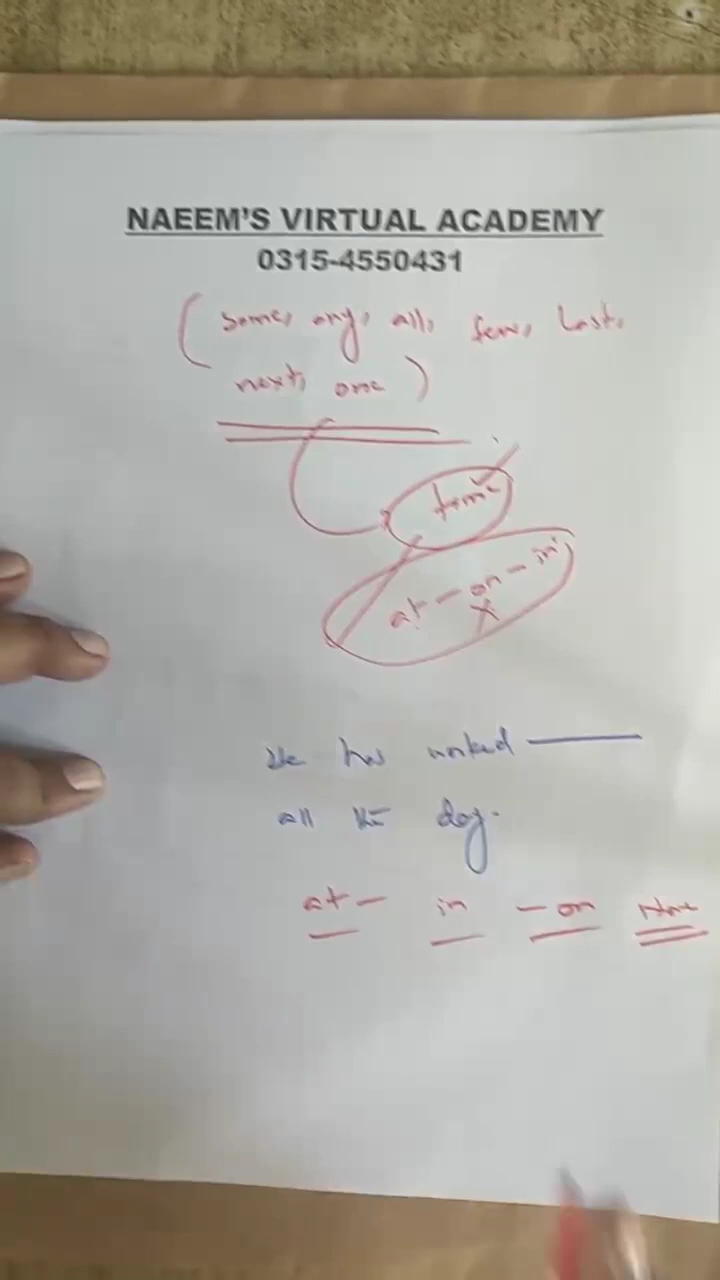 NAEEM'S VIRTUAL ACADEMY
0315-4550431
(some, any, all, few, Last,
next, one)
time
at - on - in
X
He has worked ———
all the day.
at - in - on None